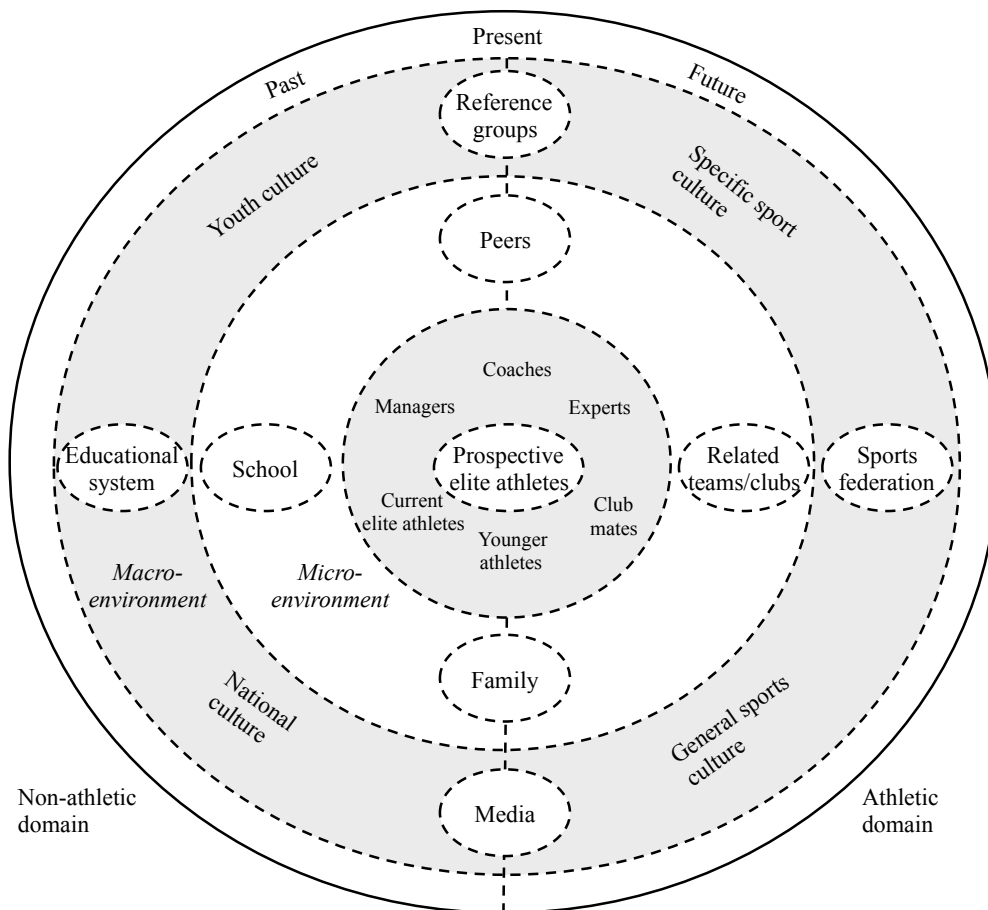 Present
Past
Future
Reference
groups
Youth culture
Specific sport
culture
Peers
Coaches
Managers
Experts
Educational
system
School
Prospective
elite athletes
Related
teams/clubs
Sports
federation
Current
elite athletes
Club
mates
Younger
athletes
Macro-
environment
Micro-
environment
Family
National
culture
General sports
culture
Media
Non-athletic
domain
Athletic
domain